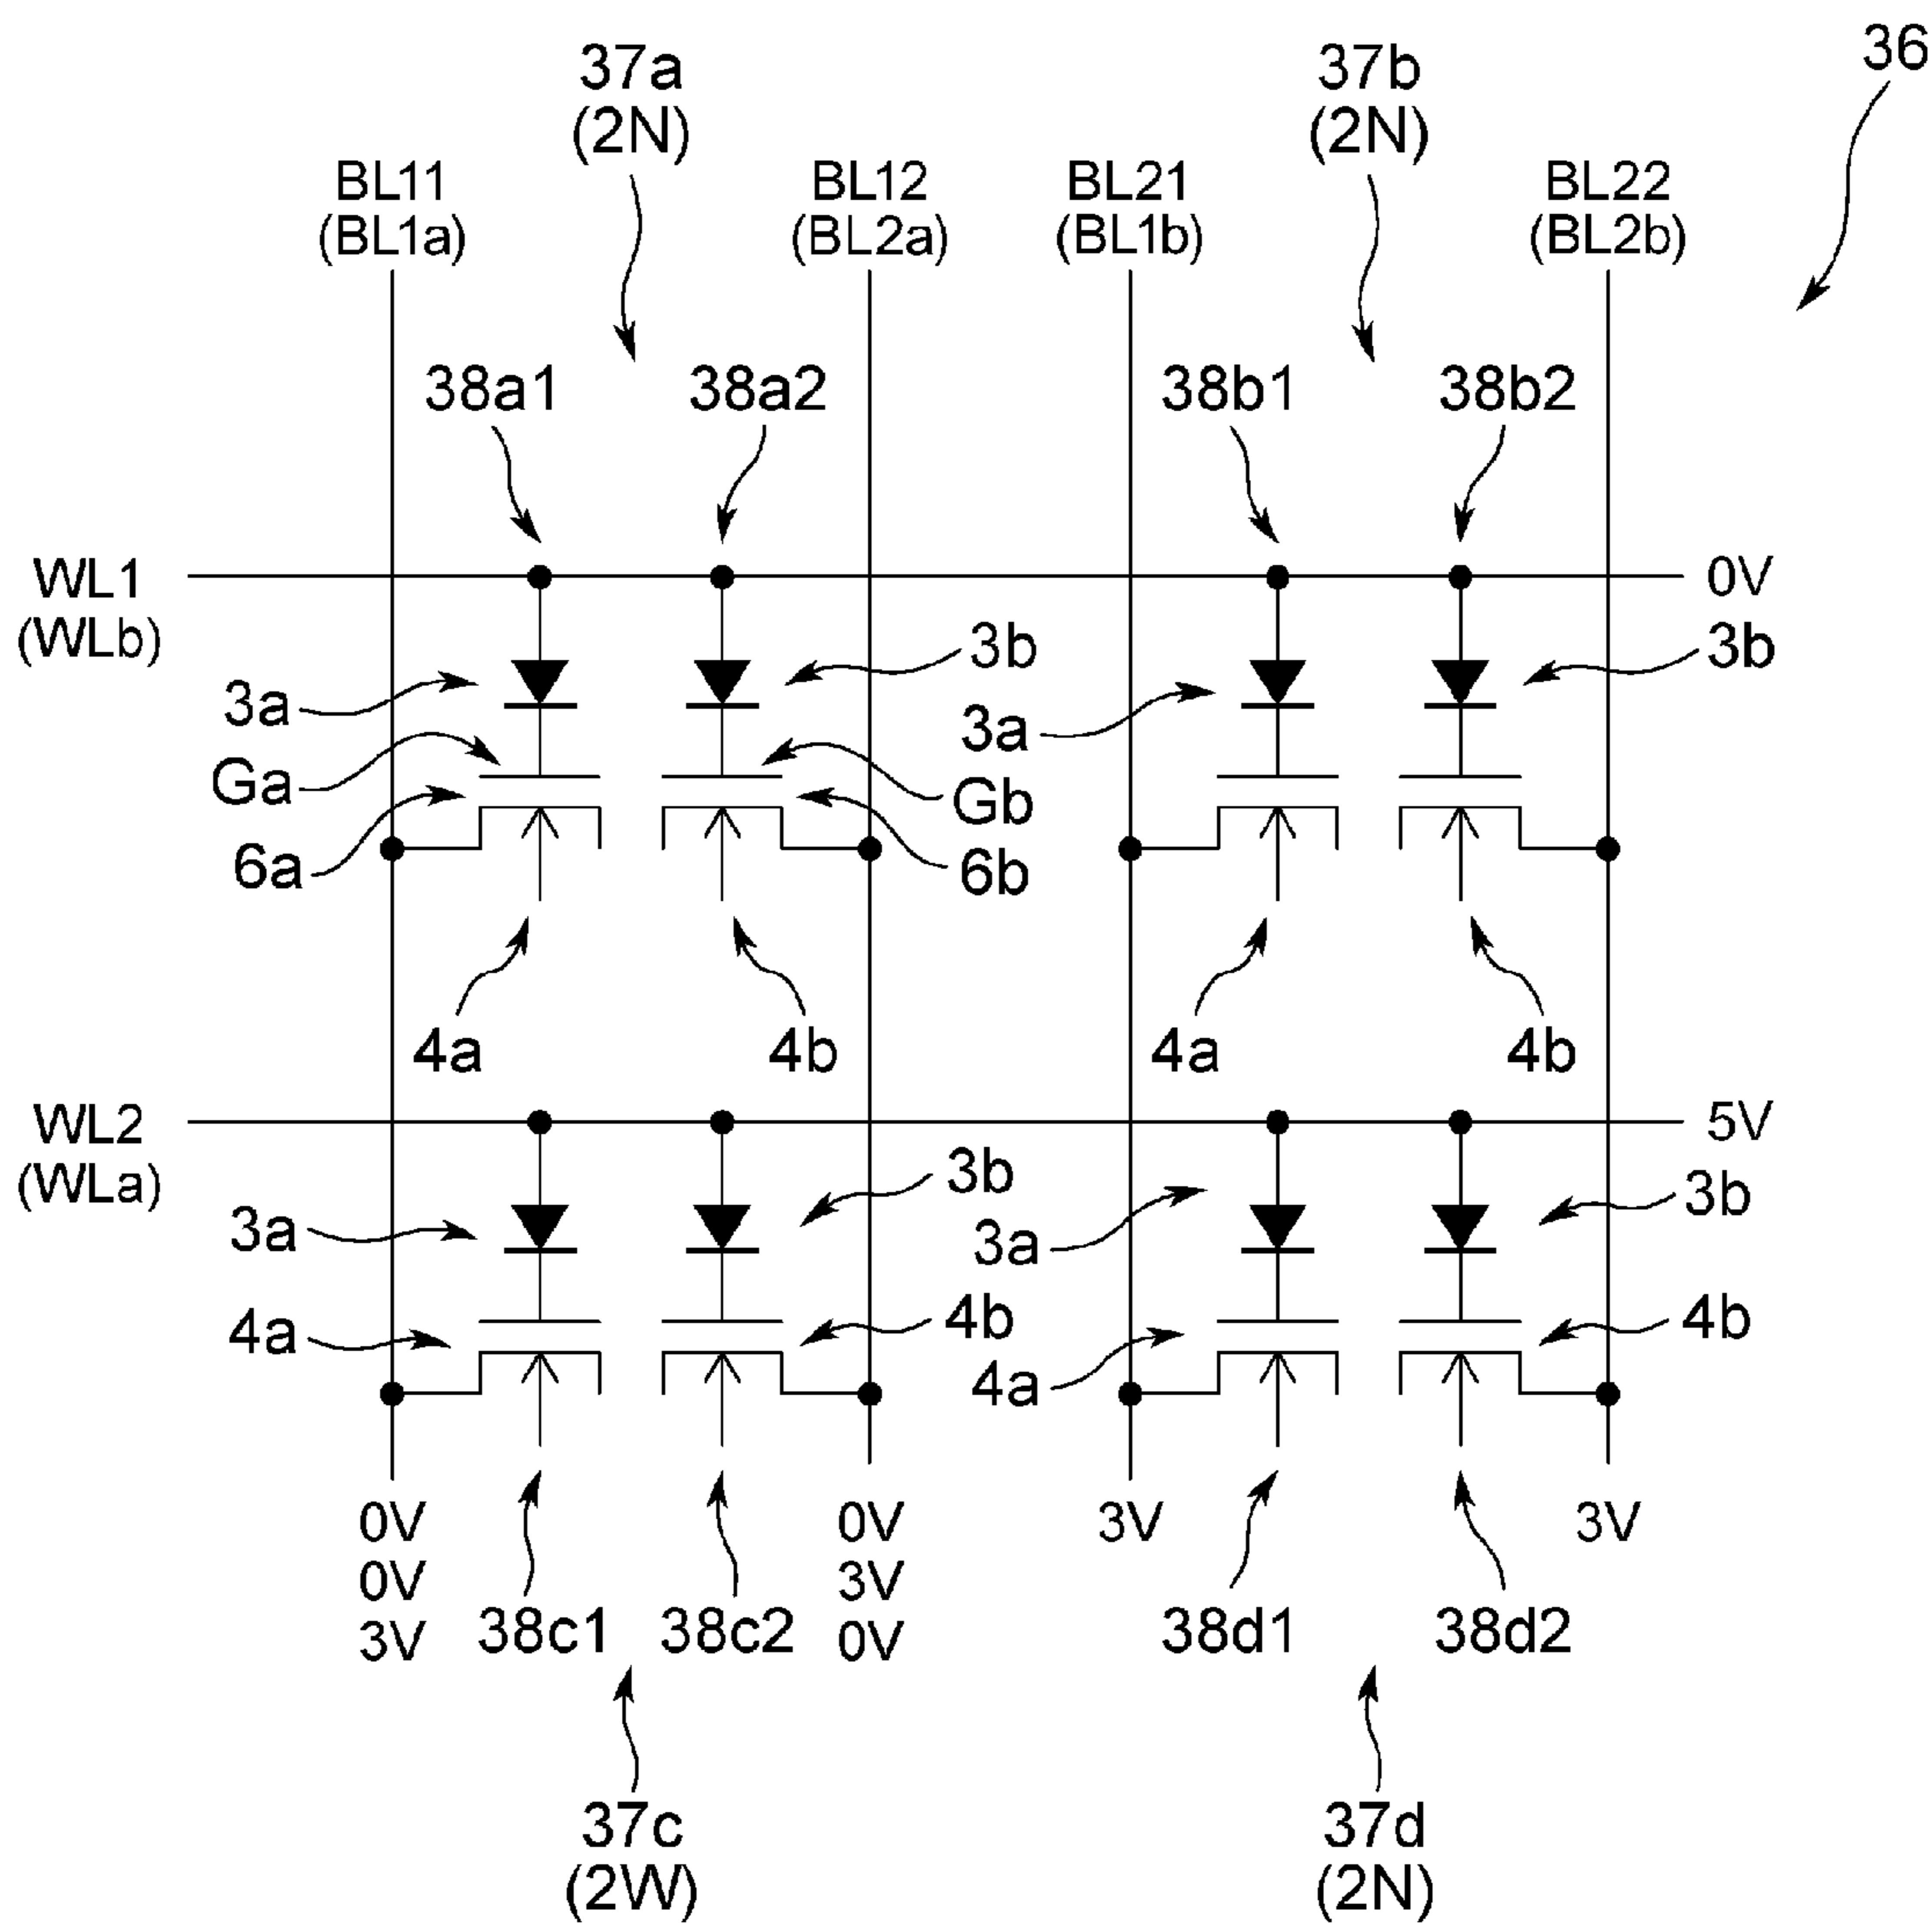 36
37a
(2N)
37b
(2N)
BL11
(BL1a)
BL12
(BL2a)
BL21
(BL1b)
BL22
(BL2b)
38a1
38a2
38b1
38b2
WL1
(WLb)
0V
3a
3b
3a
3b
Ga
Gb
6a
6b
4a
4b
4a
4b
WL2
(WLa)
5V
3a
3b
3a
3b
4a
4b
4a
4b
0V
0V
3V
38c1
38c2
0V
3V
0V
3V
38d1
38d2
3V
37c
(2W)
37d
(2N)